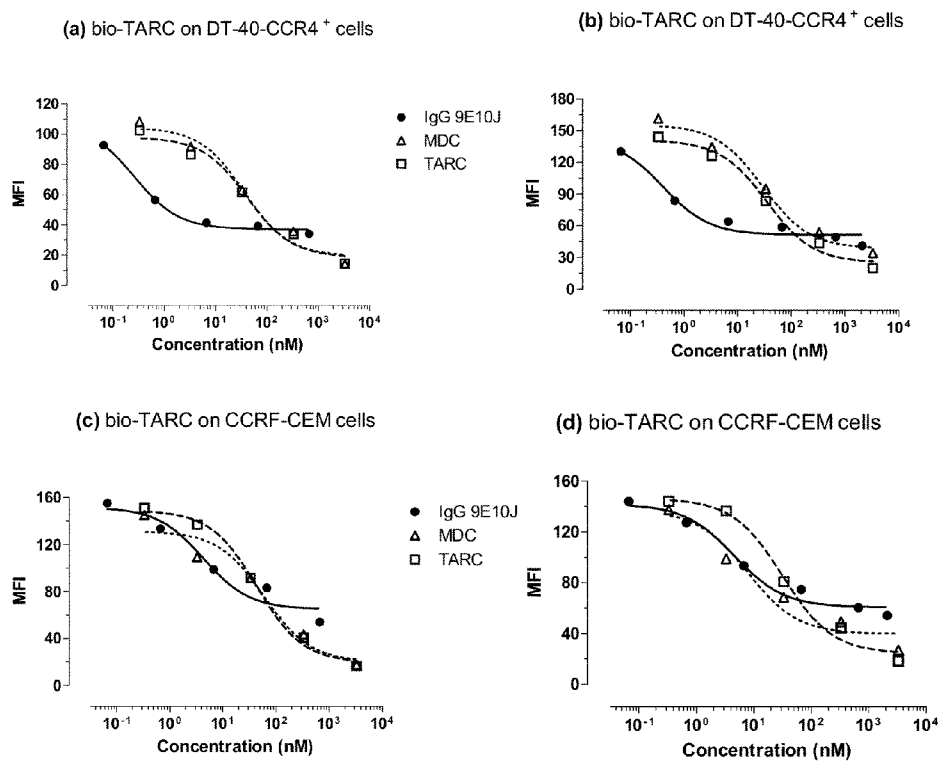 (a) bio-TARC on DT-40-CCR4⁺ cells
(b) bio-TARC on DT-40-CCR4⁺ cells
120
100
80
60
40
20
0
MFI
10⁻¹ 10⁰ 10¹ 10² 10³ 10⁴
Concentration (nM)
IgG 9E10J
MDC
TARC
180
150
120
90
60
30
0
MFI
10⁻¹ 10⁰ 10¹ 10² 10³ 10⁴
Concentration (nM)
(c) bio-TARC on CCRF-CEM cells
(d) bio-TARC on CCRF-CEM cells
160
120
80
40
0
MFI
10⁻¹ 10⁰ 10¹ 10² 10³ 10⁴
Concentration (nM)
IgG 9E10J
MDC
TARC
160
120
80
40
0
MFI
10⁻¹ 10⁰ 10¹ 10² 10³ 10⁴
Concentration (nM)